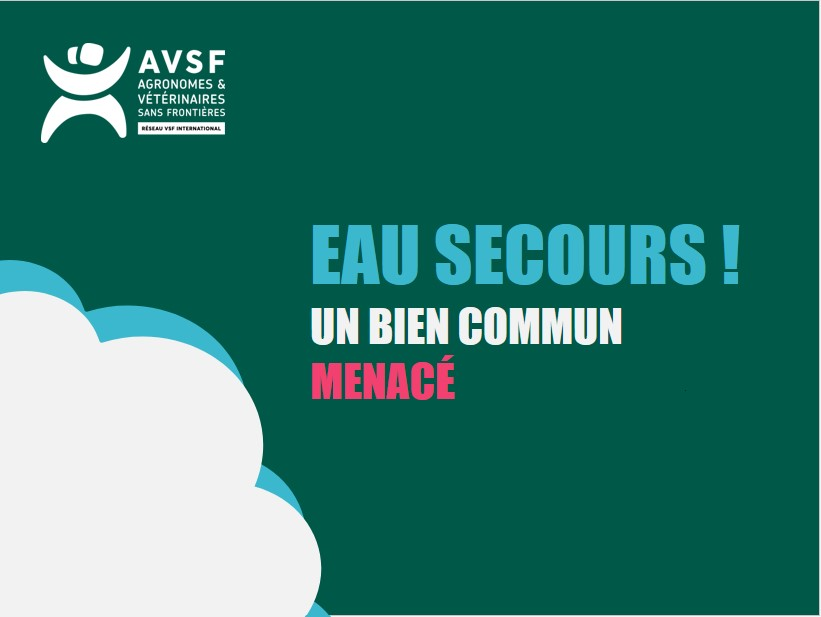 AVSF
AGRONOMES &
VÉTÉRINAIRES
SANS FRONTIÈRES
RÉSEAU VSF INTERNATIONAL
EAU SECOURS !
UN BIEN COMMUN
MENACÉ